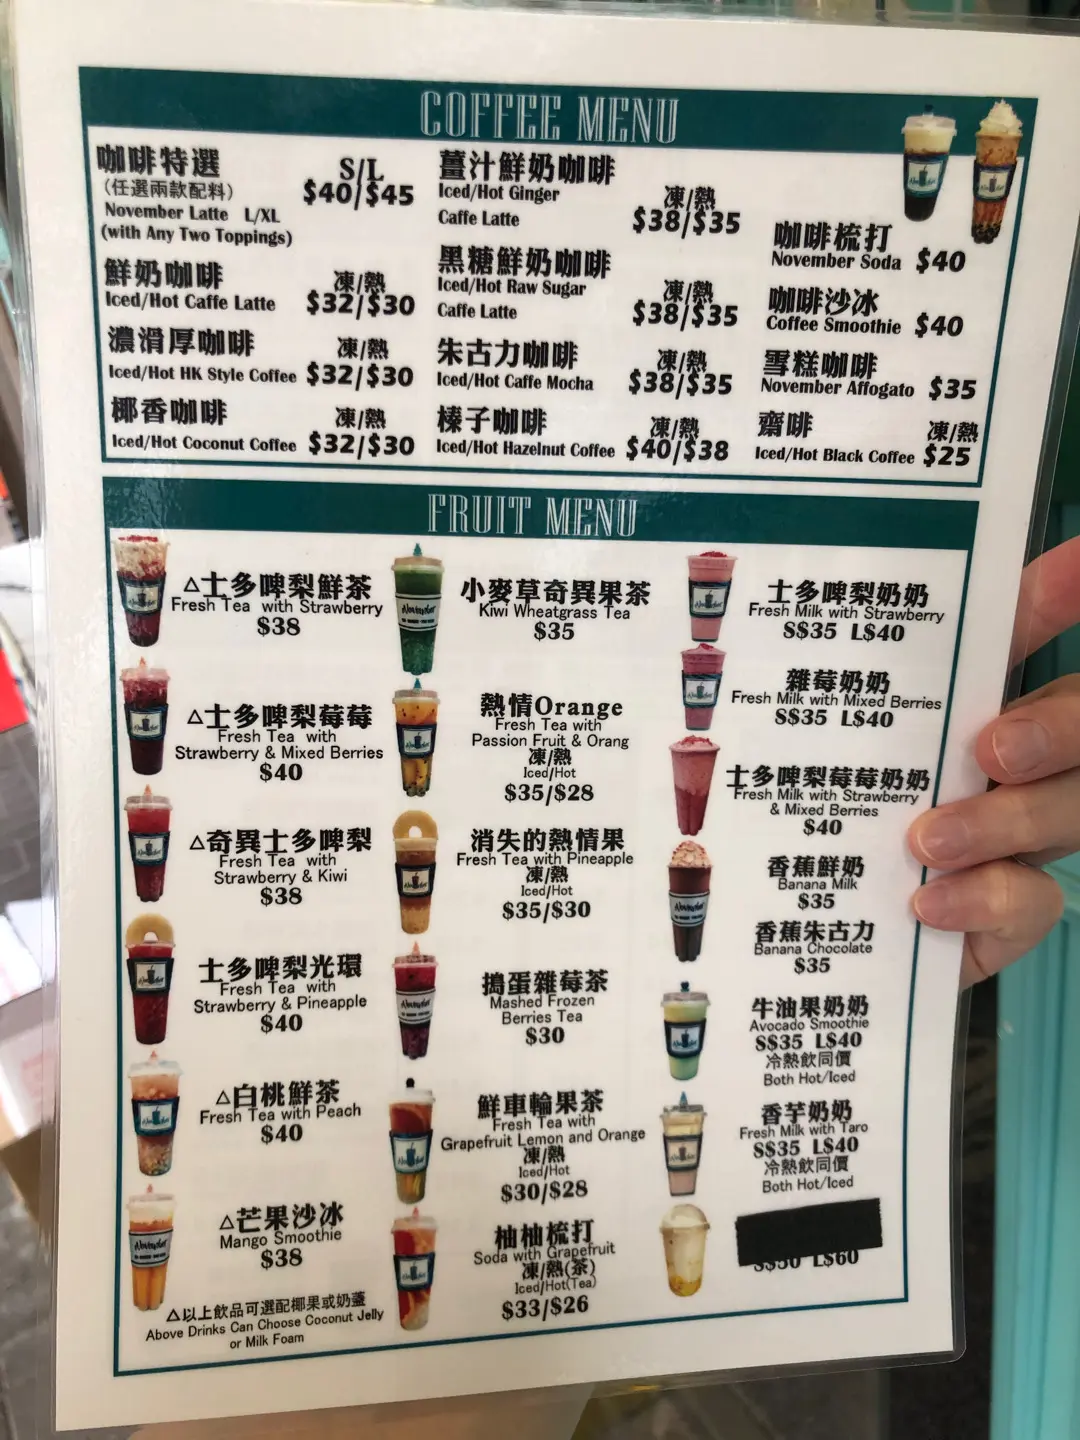 COFFEE MENU
咖啡特選
(任選兩款配料)
November Latte L/XL
(with Any Two Toppings)
S/L
$40/$45
鮮奶咖啡
凍/熱
Iced/Hot Caffe Latte $32/$30
濃滑厚咖啡
凍/熱
Iced/Hot HK Style Coffee $32/$30
椰香咖啡
凍/熱
Iced/Hot Coconut Coffee $32/$30
薑汁鮮奶咖啡
Iced/Hot Ginger
Caffe Latte
凍/熱
$38/$35
黑糖鮮奶咖啡
Iced/Hot Raw Sugar
Caffe Latte
凍/熱
$38/$35
朱古力咖啡
凍/熱
Iced/Hot Caffe Mocha $38/$35
榛子咖啡
凍/熱
Iced/Hot Hazelnut Coffee $40/$38
咖啡梳打
November Soda $40
咖啡沙冰
Coffee Smoothie $40
雪糕咖啡
November Affogato $35
齋啡
凍/熱
Iced/Hot Black Coffee $25
FRUIT MENU
△士多啤梨鮮茶
Fresh Tea with Strawberry
$38
△士多啤梨莓莓
Fresh Tea with
Strawberry & Mixed Berries
$40
△奇異士多啤梨
Fresh Tea with
Strawberry & Kiwi
$38
士多啤梨光環
Fresh Tea with
Strawberry & Pineapple
$40
△白桃鮮茶
Fresh Tea with Peach
$40
△芒果沙冰
Mango Smoothie
$38
△以上飲品可選配椰果或奶蓋
Above Drinks Can Choose Coconut Jelly
or Milk Foam
小麥草奇異果茶
Kiwi Wheatgrass Tea
$35
熱情Orange
Fresh Tea with
Passion Fruit & Orang
凍/熱
Iced/Hot
$35/$28
消失的熱情果
Fresh Tea with Pineapple
凍/熱
Iced/Hot
$35/$30
搗蛋雜莓茶
Mashed Frozen
Berries Tea
$30
鮮車輪果茶
Fresh Tea with
Grapefruit Lemon and Orange
凍/熱
Iced/Hot
$30/$28
柚柚梳打
Soda with Grapefruit
凍/熱(茶)
Iced/Hot(Tea)
$33/$26
士多啤梨奶奶
Fresh Milk with Strawberry
S$35 L$40
雜莓奶奶
Fresh Milk with Mixed Berries
S$35 L$40
士多啤梨莓莓奶奶
Fresh Milk with Strawberry
& Mixed Berries
$40
香蕉鮮奶
Banana Milk
$35
香蕉朱古力
Banana Chocolate
$35
牛油果奶奶
Avocado Smoothie
S$35 L$40
冷熱飲同價
Both Hot/Iced
香芋奶奶
Fresh Milk with Taro
S$35 L$40
冷熱飲同價
Both Hot/Iced
S$50 L$60
November
November
November
November